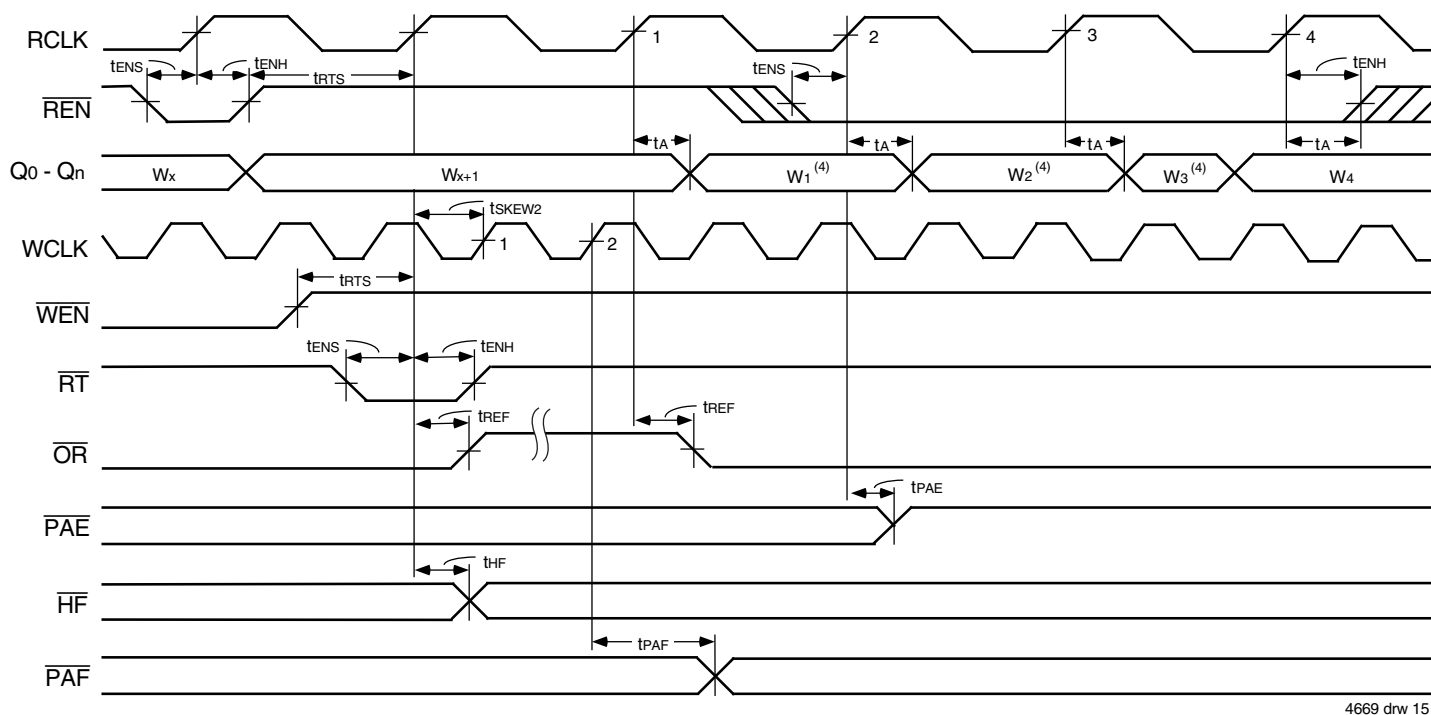 RCLK 1 2 3 4
tENS tENH tRTS tENS tENH
REN
tA tA tA tA
Q0 - Qn Wx Wx+1 W1(4) W2(4) W3(4) W4
tSKEW2
WCLK 1 2
tRTS
WEN
tENS tENH
RT
tREF tREF
OR
tPAE
PAE
tHF
HF
tPAF
PAF
4669 drw 15